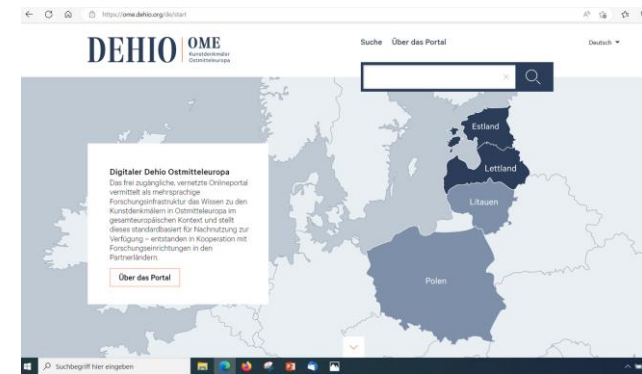 https://ome.dehio.org/de/start
DEHIO OME
Kunstdenkmäler
Ostmitteleuropa
Suche Über das Portal
Deutsch
Estland
Lettland
Litauen
Polen
Digitaler Dehio Ostmitteleuropa
Das frei zugängliche, vernetzte Onlineportal
vermittelt als mehrsprachige
Forschungsinfrastruktur das Wissen zu den
Kunstdenkmälern in Ostmitteleuropa im
gesamteuropäischen Kontext und stellt
dieses standardbasiert für Nachnutzung zur
Verfügung – entstanden in Kooperation mit
Forschungseinrichtungen in den
Partnerländern.
Über das Portal
Suchbegriff hier eingeben